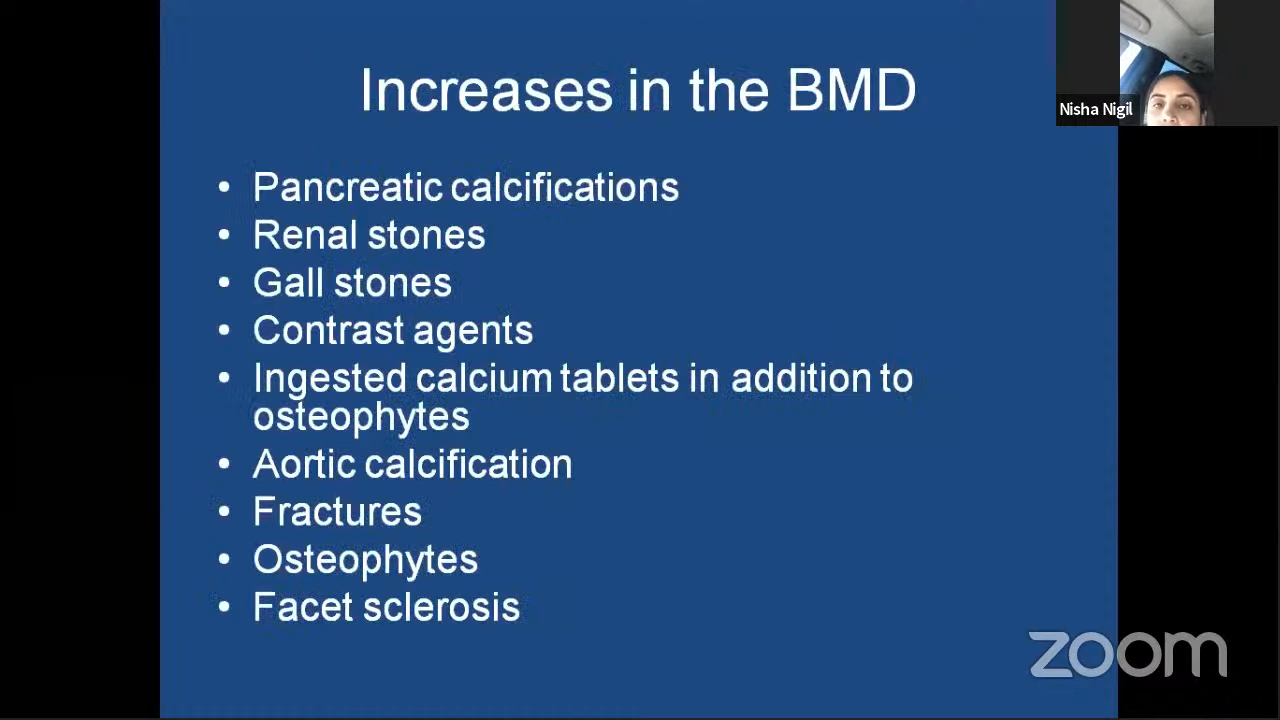 Increases in the BMD
Nisha Nigil
• Pancreatic calcifications
• Renal stones
• Gall stones
• Contrast agents
• Ingested calcium tablets in addition to
osteophytes
• Aortic calcification
• Fractures
• Osteophytes
• Facet sclerosis
zoom